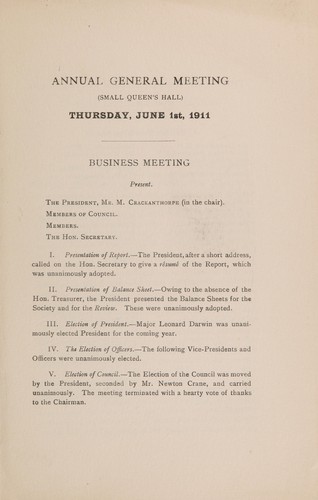 ANNUAL GENERAL MEETING
(SMALL QUEEN'S HALL)
THURSDAY, JUNE 1st, 1911
BUSINESS MEETING
Present.
THE PRESIDENT, MR. M. CRACKANTHORPE (in the chair).
MEMBERS OF COUNCIL.
MEMBERS.
THE HON. SECRETARY.
I. Presentation of Report.—The President, after a short address,
called on the Hon. Secretary to give a résumé of the Report, which
was unanimously adopted.
II. Presentation of Balance Sheet.—Owing to the absence of the
Hon. Treasurer, the President presented the Balance Sheets for the
Society and for the Review. These were unanimously adopted.
III. Election of President.—Major Leonard Darwin was unani-
mously elected President for the coming year.
IV. The Election of Officers.—The following Vice-Presidents and
Officers were unanimously elected.
V. Election of Council.—The Election of the Council was moved
by the President, seconded by Mr. Newton Crane, and carried
unanimously. The meeting terminated with a hearty vote of thanks
to the Chairman.